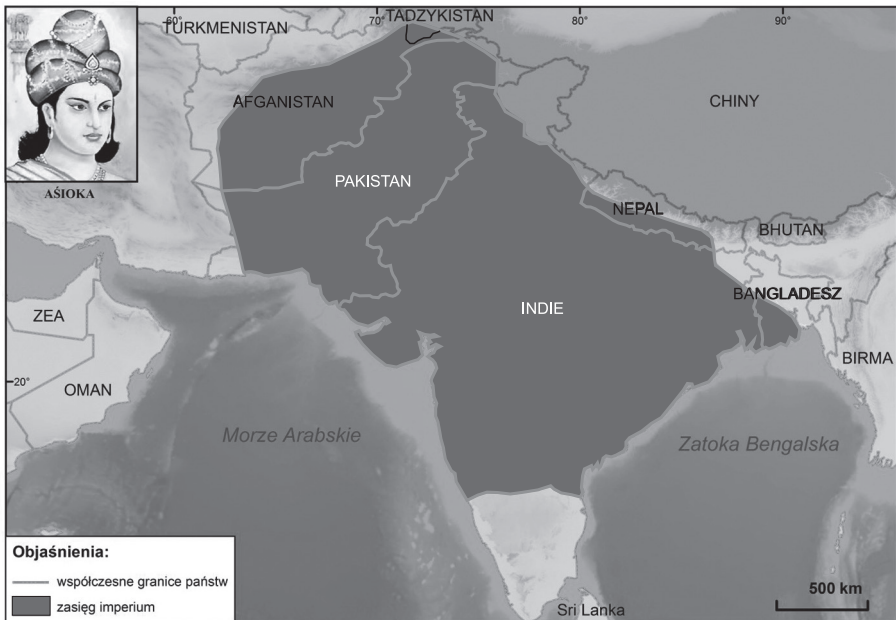 60°
70°
80°
90°
TURKMENISTAN
TADZYKISTAN
AFGANISTAN
CHINY
AŚIOKA
PAKISTAN
NEPAL
BHUTAN
BANGLADESZ
ZEA
INDIE
BIRMA
20°
OMAN
Morze Arabskie
Zatoka Bengalska
Objaśnienia:
współczesne granice państw
zasięg imperium
Sri Lanka
500 km